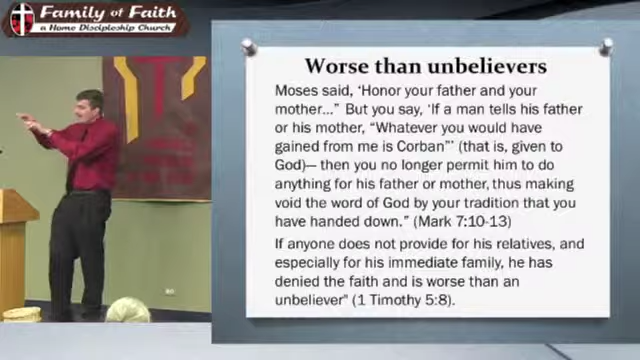 Family of Faith
a Home Discipleship Church
Worse than unbelievers
Moses said, ‘Honor your father and your
mother...” But you say, ‘If a man tells his father
or his mother, “Whatever you would have
gained from me is Corban”’ (that is, given to
God)— then you no longer permit him to do
anything for his father or mother, thus making
void the word of God by your tradition that you
have handed down.” (Mark 7:10-13)
If anyone does not provide for his relatives, and
especially for his immediate family, he has
denied the faith and is worse than an
unbeliever" (1 Timothy 5:8).